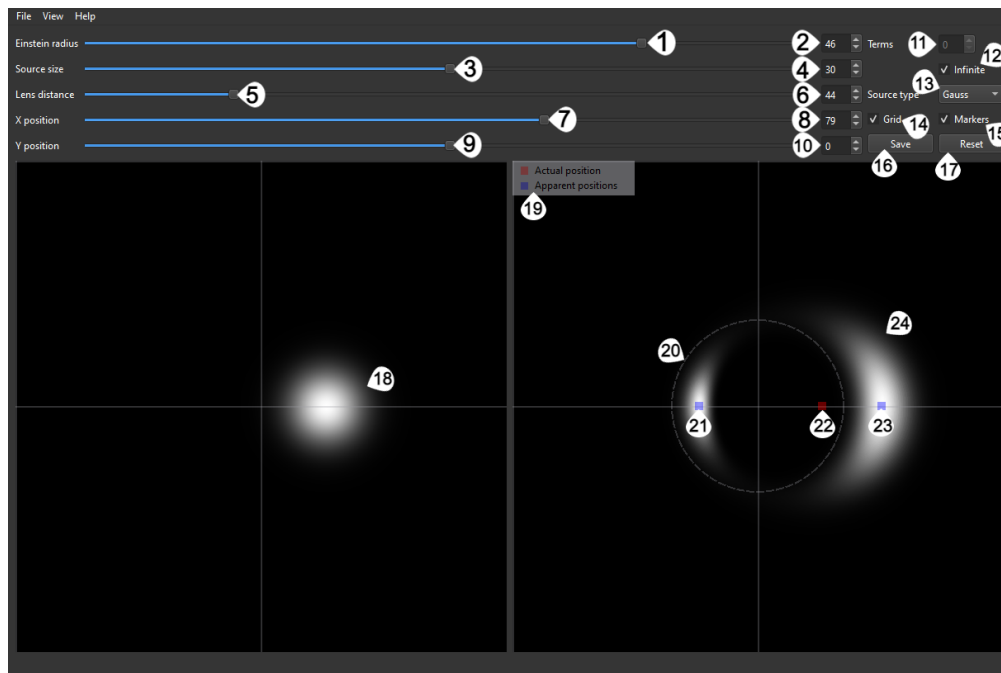 File View Help
Einstein radius 1 2 46 Terms 11 0 12
Source size 3 4 30 ✓ Infinite
Lens distance 5 6 44 Source type 13 Gauss
X position 7 8 79 ✓ Grid 14 ✓ Markers 15
Y position 9 10 0 Save Reset
16 17
Actual position
Apparent positions
19
20 24
18
21 22 23